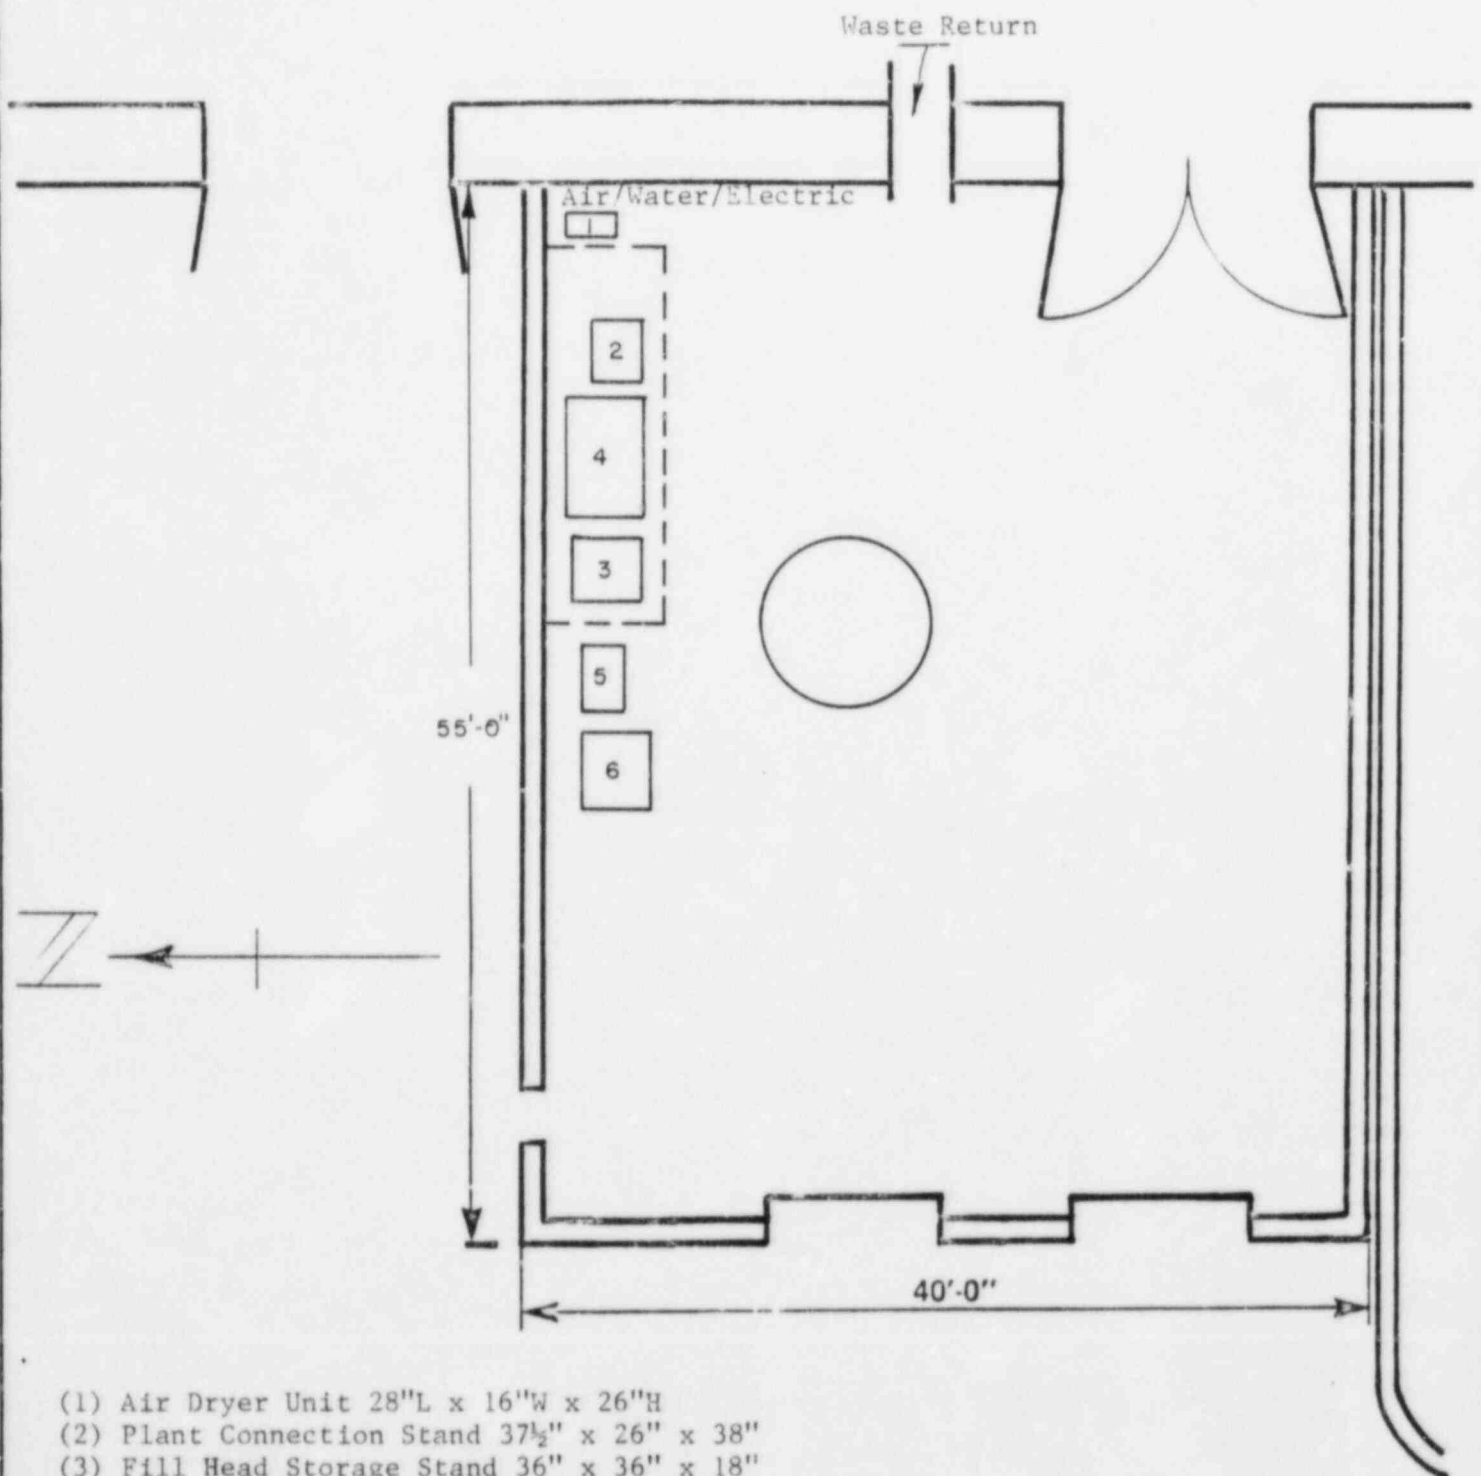 Waste Return
Air/Water/Electric
2
4
3
5
55'-0"
6
N
40'-0"
(1) Air Dryer Unit 28"L x 16"W x 26"H
(2) Plant Connection Stand 37½" x 26" x 38"
(3) Fill Head Storage Stand 36" x 36" x 18"